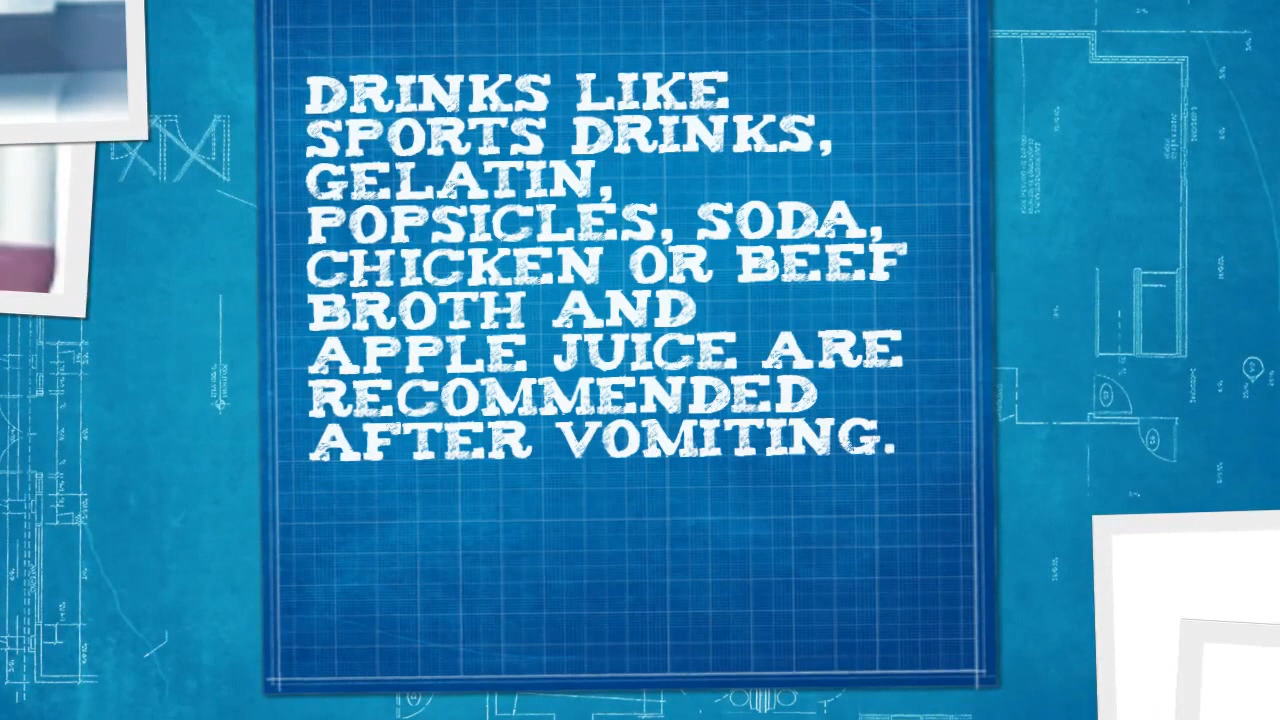 DRINKS LIKE
SPORTS DRINKS,
GELATIN,
POPSICLES, SODA,
CHICKEN OR BEEF
BROTH AND
APPLE JUICE ARE
RECOMMENDED
AFTER VOMITING.